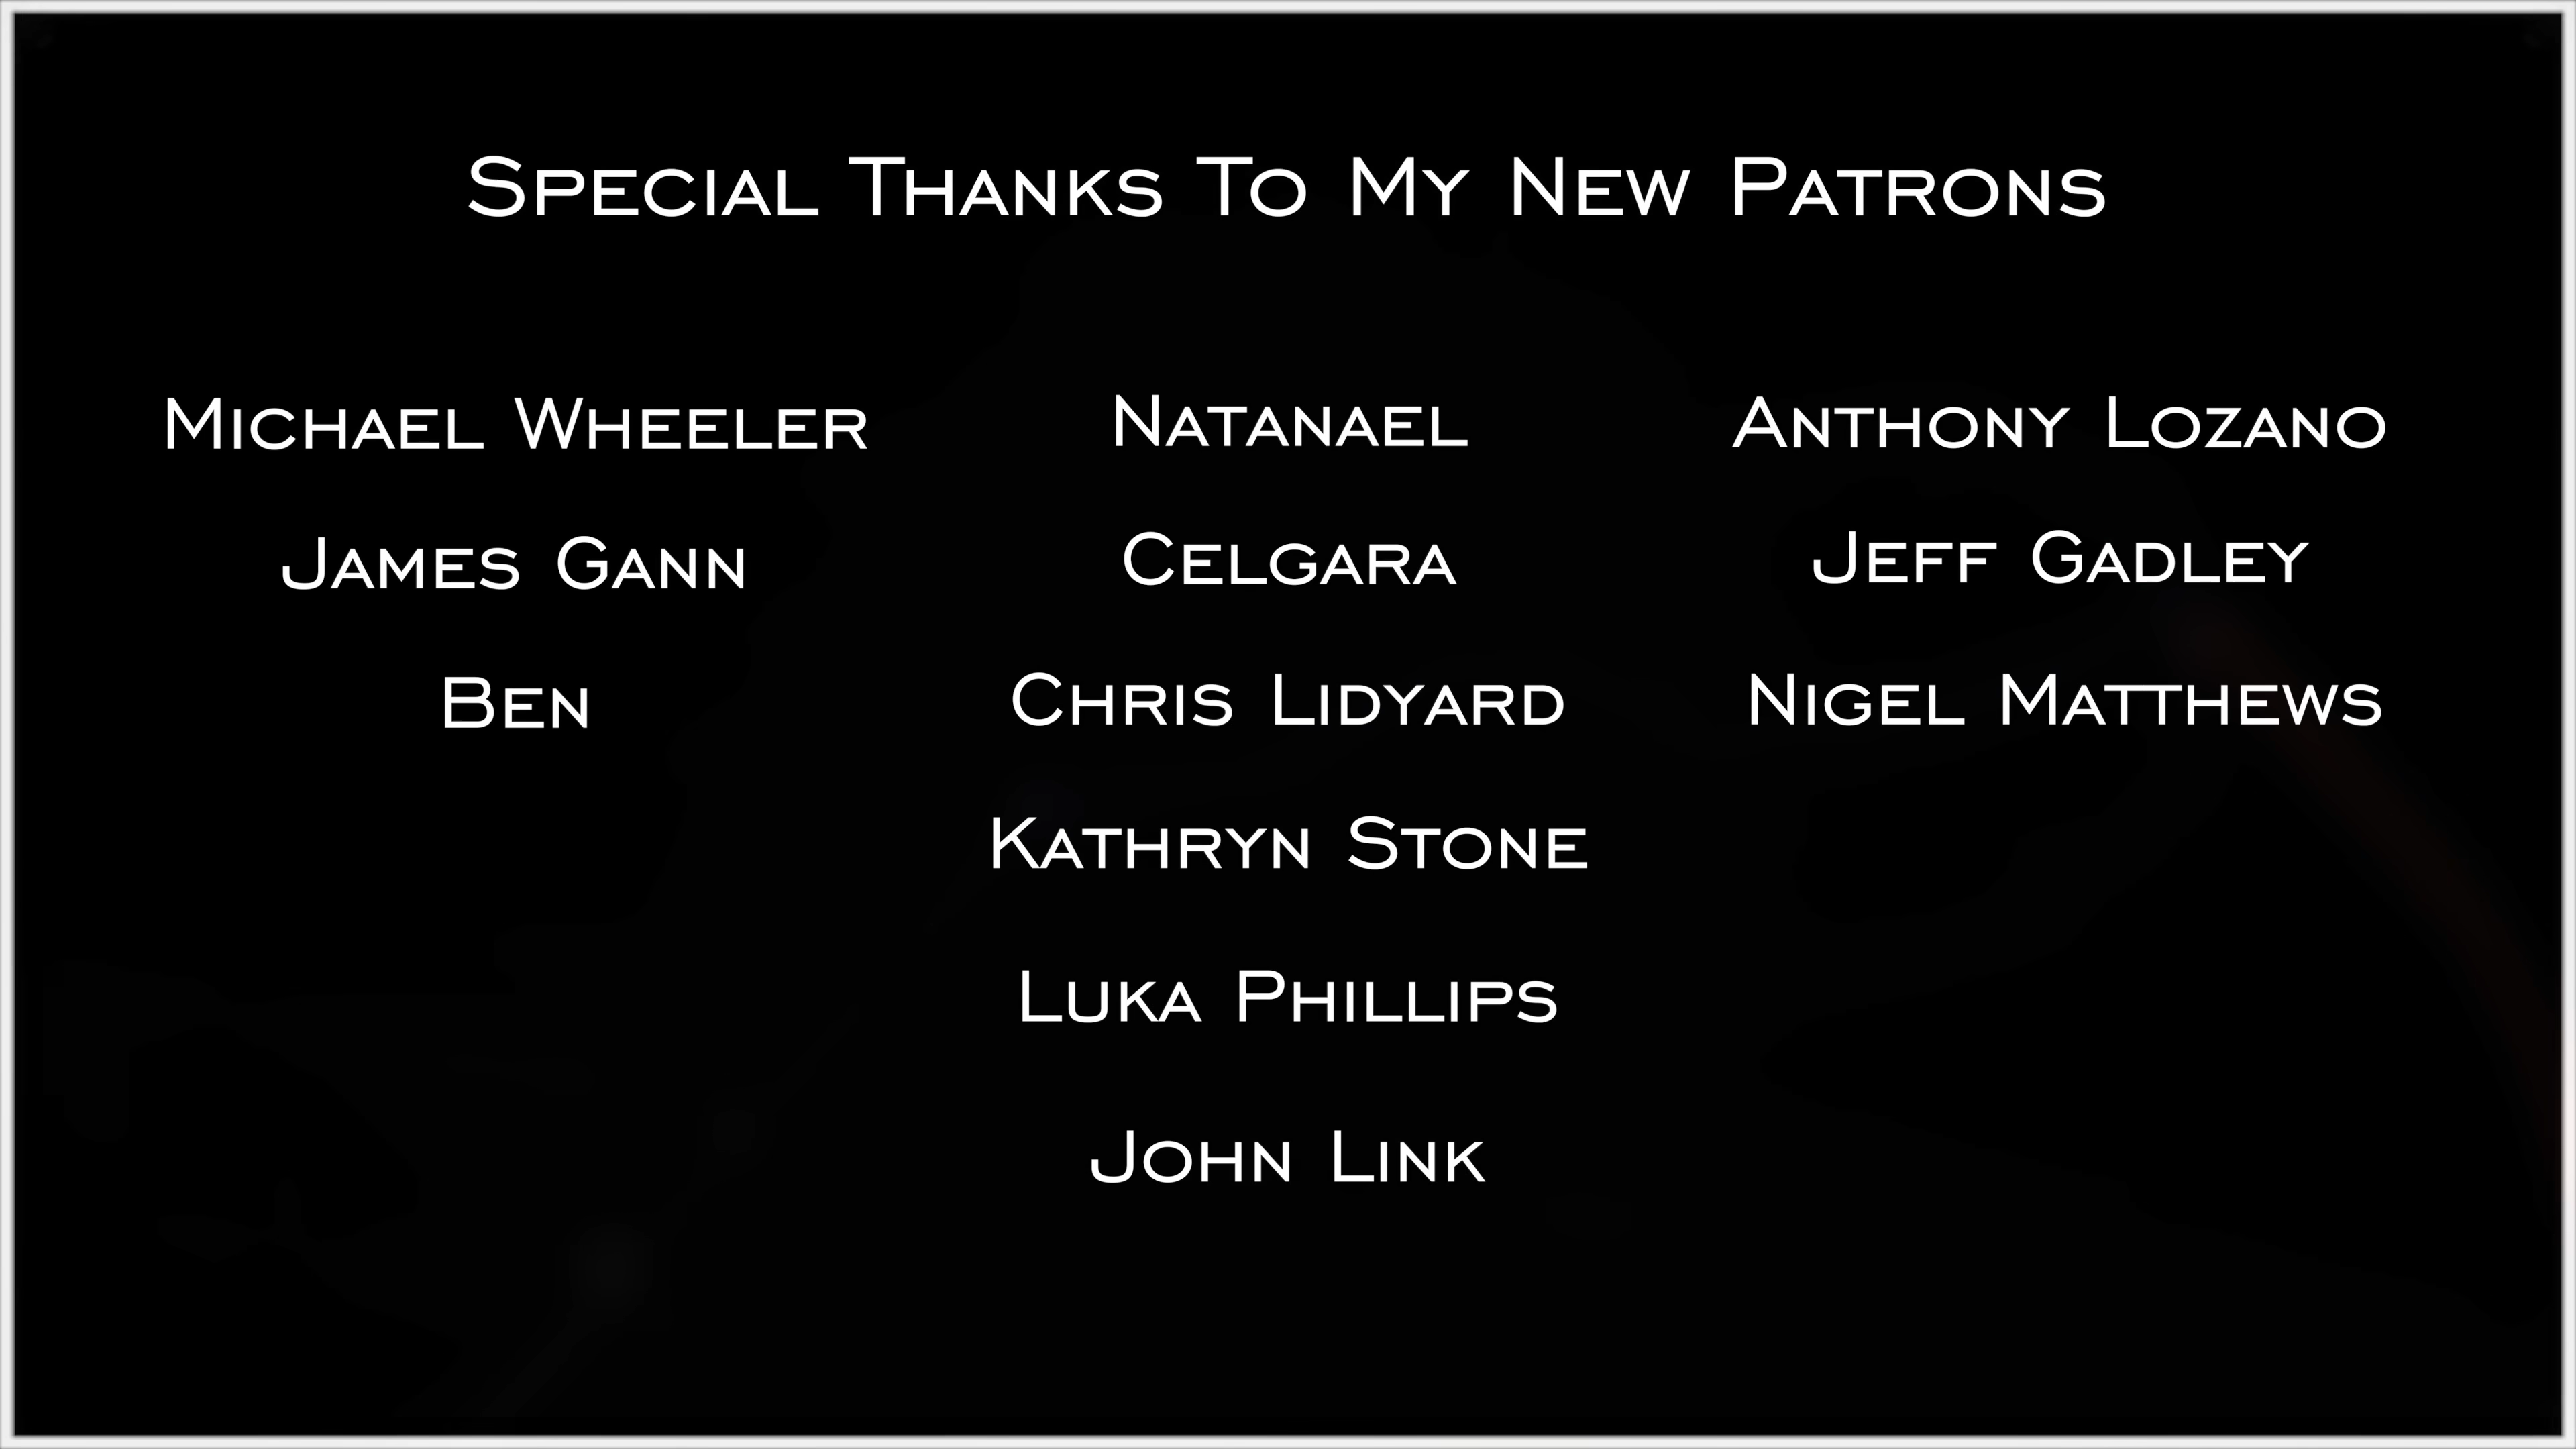 Special Thanks To My New Patrons
Michael Wheeler
James Gann
Ben
Natanael
Celgara
Chris Lidyard
Kathryn Stone
Luka Phillips
John Link
Anthony Lozano
Jeff Gadley
Nigel Matthews